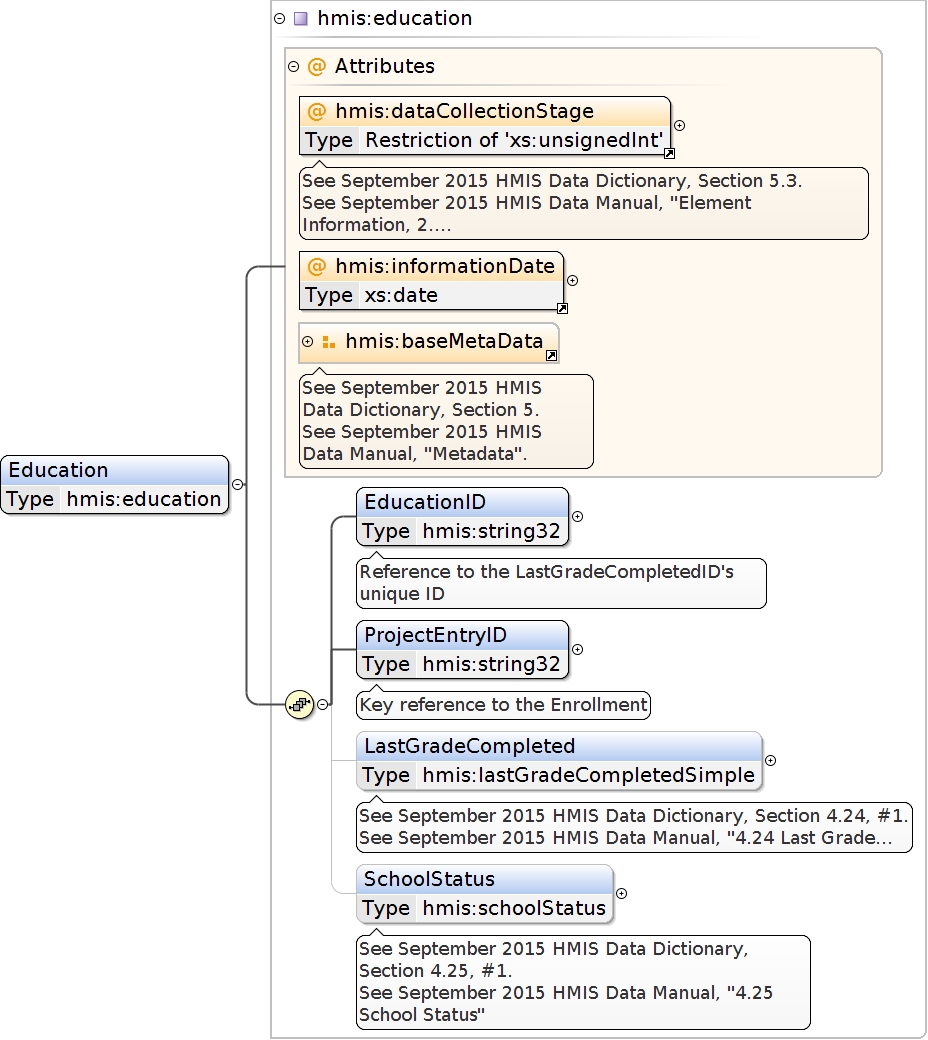 hmis:education
@ Attributes
@ hmis:dataCollectionStage
Type Restriction of 'xs:unsignedInt'
See September 2015 HMIS Data Dictionary, Section 5.3.
See September 2015 HMIS Data Manual, "Element
Information, 2....
@ hmis:informationDate
Type xs:date
hmis:baseMetaData
See September 2015 HMIS
Data Dictionary, Section 5.
See September 2015 HMIS
Data Manual, "Metadata".
Education
Type hmis:education
EducationID
Type hmis:string32
Reference to the LastGradeCompletedID's
unique ID
ProjectEntryID
Type hmis:string32
Key reference to the Enrollment
LastGradeCompleted
Type hmis:lastGradeCompletedSimple
See September 2015 HMIS Data Dictionary, Section 4.24, #1.
See September 2015 HMIS Data Manual, "4.24 Last Grade...
SchoolStatus
Type hmis:schoolStatus
See September 2015 HMIS Data Dictionary,
Section 4.25, #1.
See September 2015 HMIS Data Manual, "4.25
School Status"